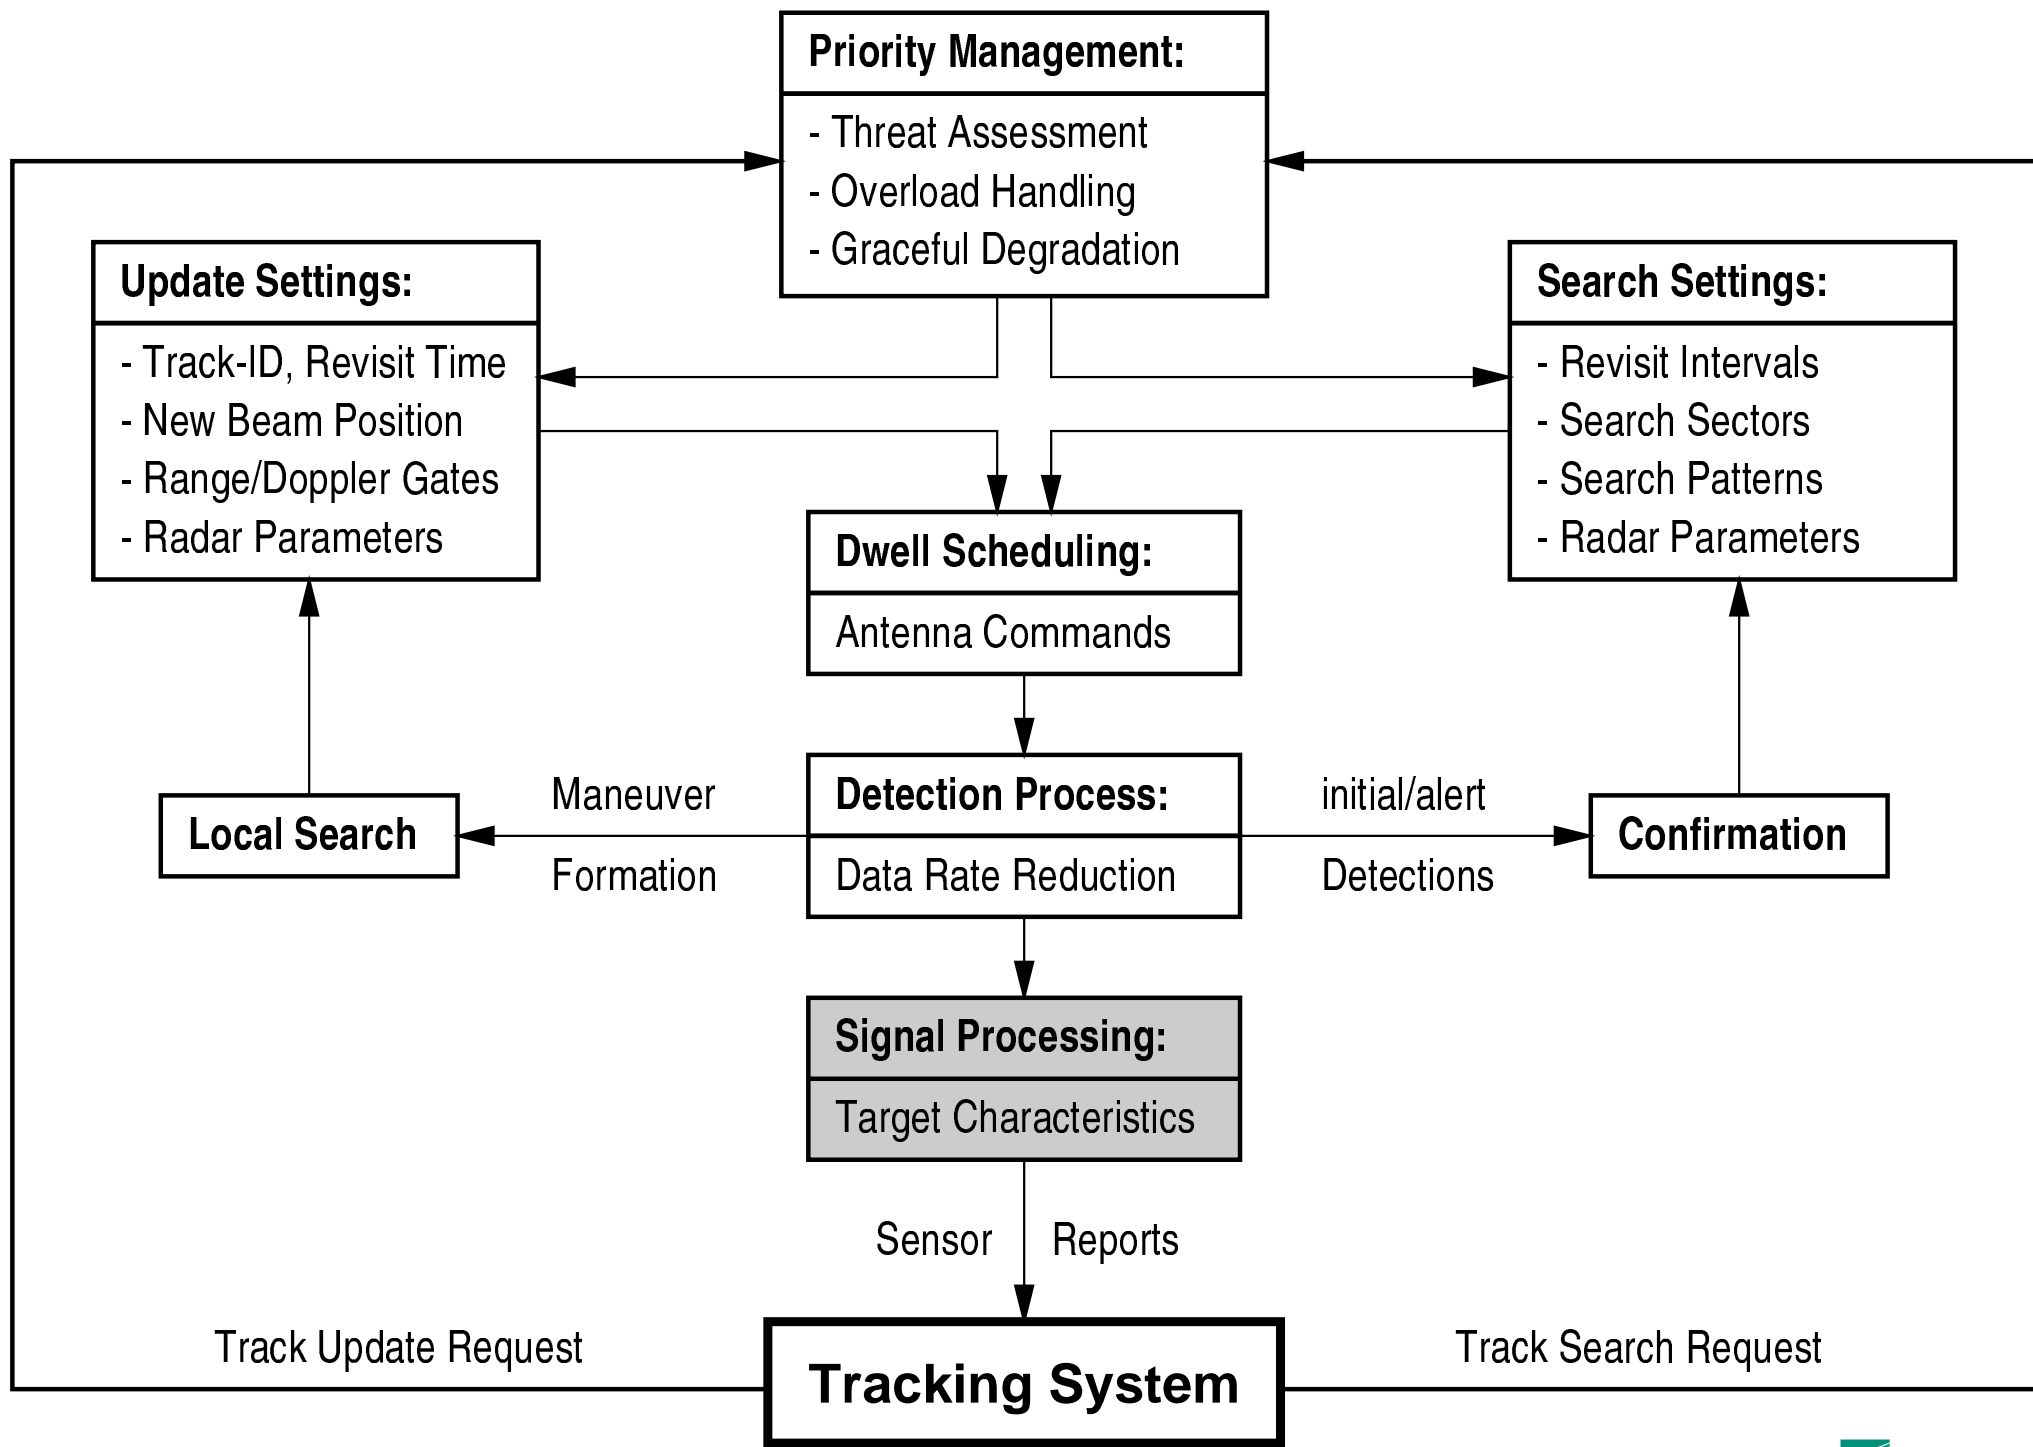 Priority Management:
- Threat Assessment
- Overload Handling
- Graceful Degradation
Update Settings:
- Track-ID, Revisit Time
- New Beam Position
- Range/Doppler Gates
- Radar Parameters
Search Settings:
- Revisit Intervals
- Search Sectors
- Search Patterns
- Radar Parameters
Dwell Scheduling:
Antenna Commands
Local Search
Maneuver
Formation
Detection Process:
Data Rate Reduction
initial/alert
Detections
Confirmation
Signal Processing:
Target Characteristics
Sensor Reports
Track Update Request
Tracking System
Track Search Request